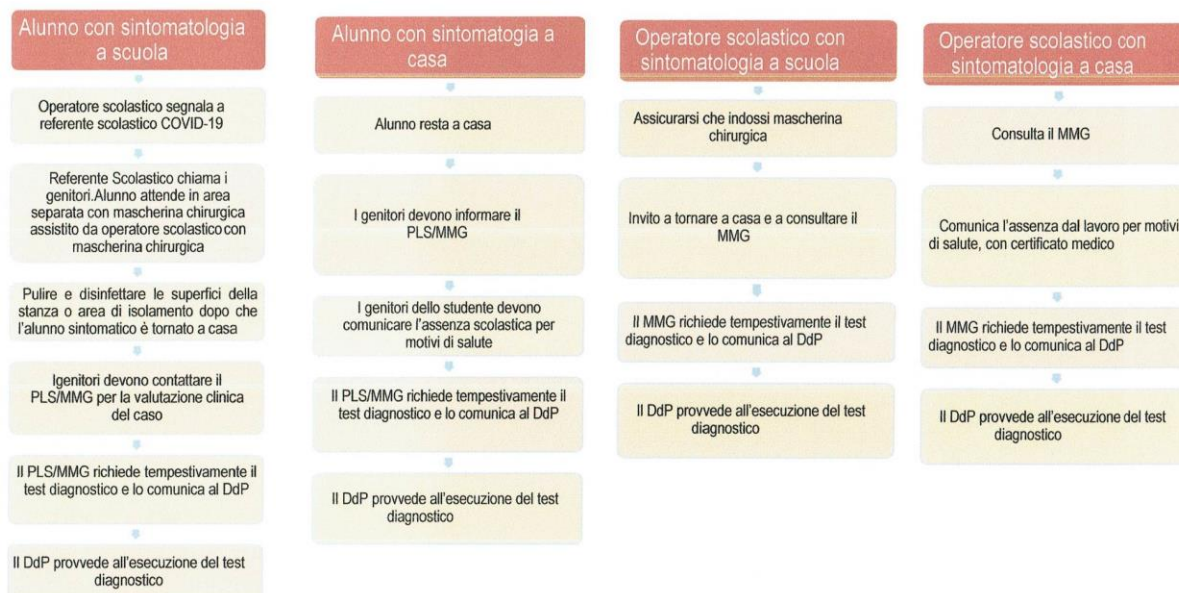 Alunno con sintomatologia
a scuola
Operatore scolastico segnala a
referente scolastico COVID-19
Referente Scolastico chiama i
genitori.Alunno attende in area
separata con mascherina chirurgica
assistito da operatore scolastico con
mascherina chirurgica
Pulire e disinfettare le superfici della
stanza o area di isolamento dopo che
l'alunno sintomatico è tornato a casa
Igenitori devono contattare il
PLS/MMG per la valutazione clinica
del caso
Il PLS/MMG richiede tempestivamente il
test diagnostico e lo comunica al DdP
Il DdP provvede all'esecuzione del test
diagnostico
Alunno con sintomatogia a
casa
Alunno resta a casa
I genitori devono informare il
PLS/MMG
I genitori dello studente devono
comunicare l'assenza scolastica per
motivi di salute
Il PLS/MMG richiede tempestivamente il
test diagnostico e lo comunica al DdP
Il DdP provvede all'esecuzione del test
diagnostico
Operatore scolastico con
sintomatologia a scuola
Assicurarsi che indossi mascherina
chirurgica
Invito a tornare a casa e a consultare il
MMG
Il MMG richiede tempestivamente il test
diagnostico e lo comunica al DdP
Il DdP provvede all'esecuzione del test
diagnostico
Operatore scolastico con
sintomatologia a casa
Consulta il MMG
Comunica l'assenza dal lavoro per motivi
di salute, con certificato medico
Il MMG richiede tempestivamente il test
diagnostico e lo comunica al DdP
Il DdP provvede all'esecuzione del test
diagnostico